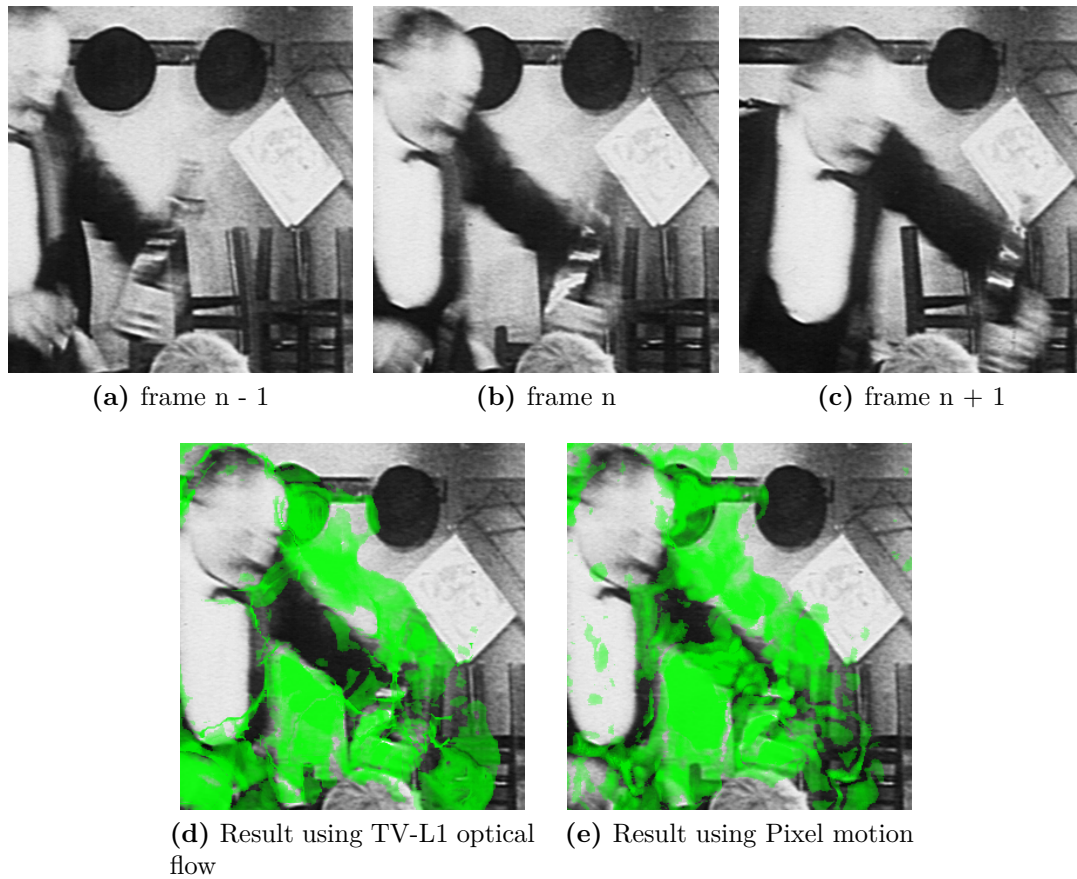 (a) frame n - 1
(b) frame n
(c) frame n + 1
(d) Result using TV-L1 optical
flow
(e) Result using Pixel motion